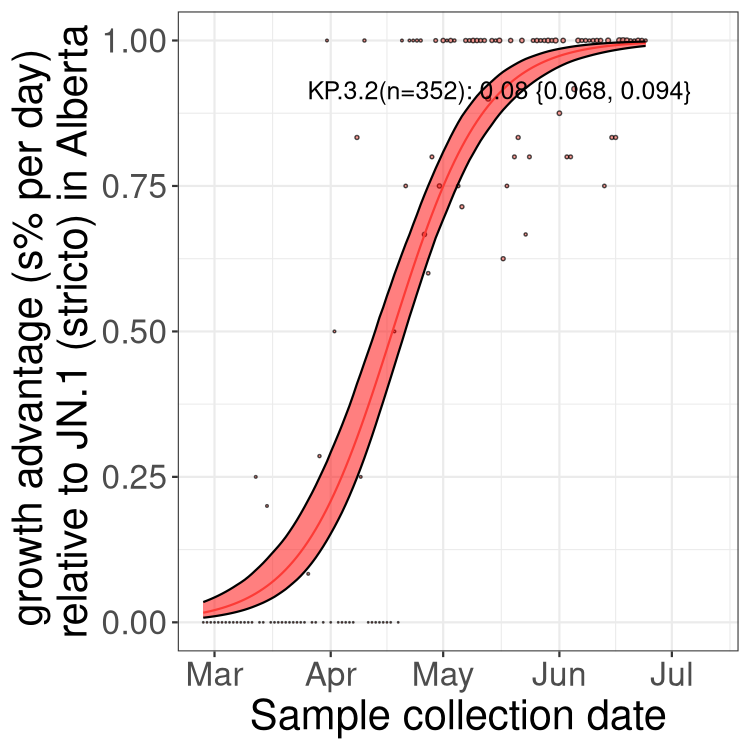 growth advantage (s% per day)
relative to JN.1 (stricto) in Alberta
1.00
0.75
0.50
0.25
0.00
KP.3.2(n=352): 0.08 {0.068, 0.094}
Mar Apr May Jun Jul
Sample collection date